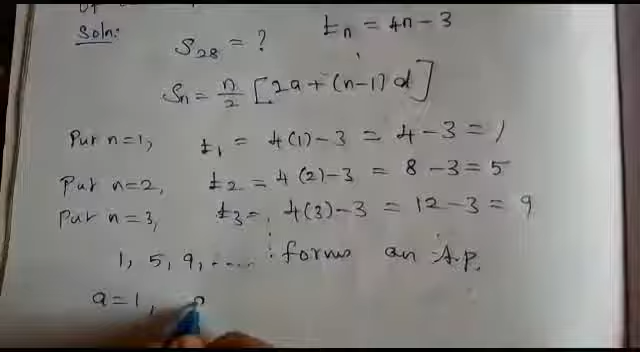 Soln: tn = 4n - 3
S28 = ?
Sn = n/2 [2a + (n-1) d]
Put n=1, t1 = 4(1) - 3 = 4 - 3 = 1
Put n=2, t2 = 4(2) - 3 = 8 - 3 = 5
Put n=3, t3 = 4(3) - 3 = 12 - 3 = 9
1, 5, 9, ..... forms an A.P.
a = 1,